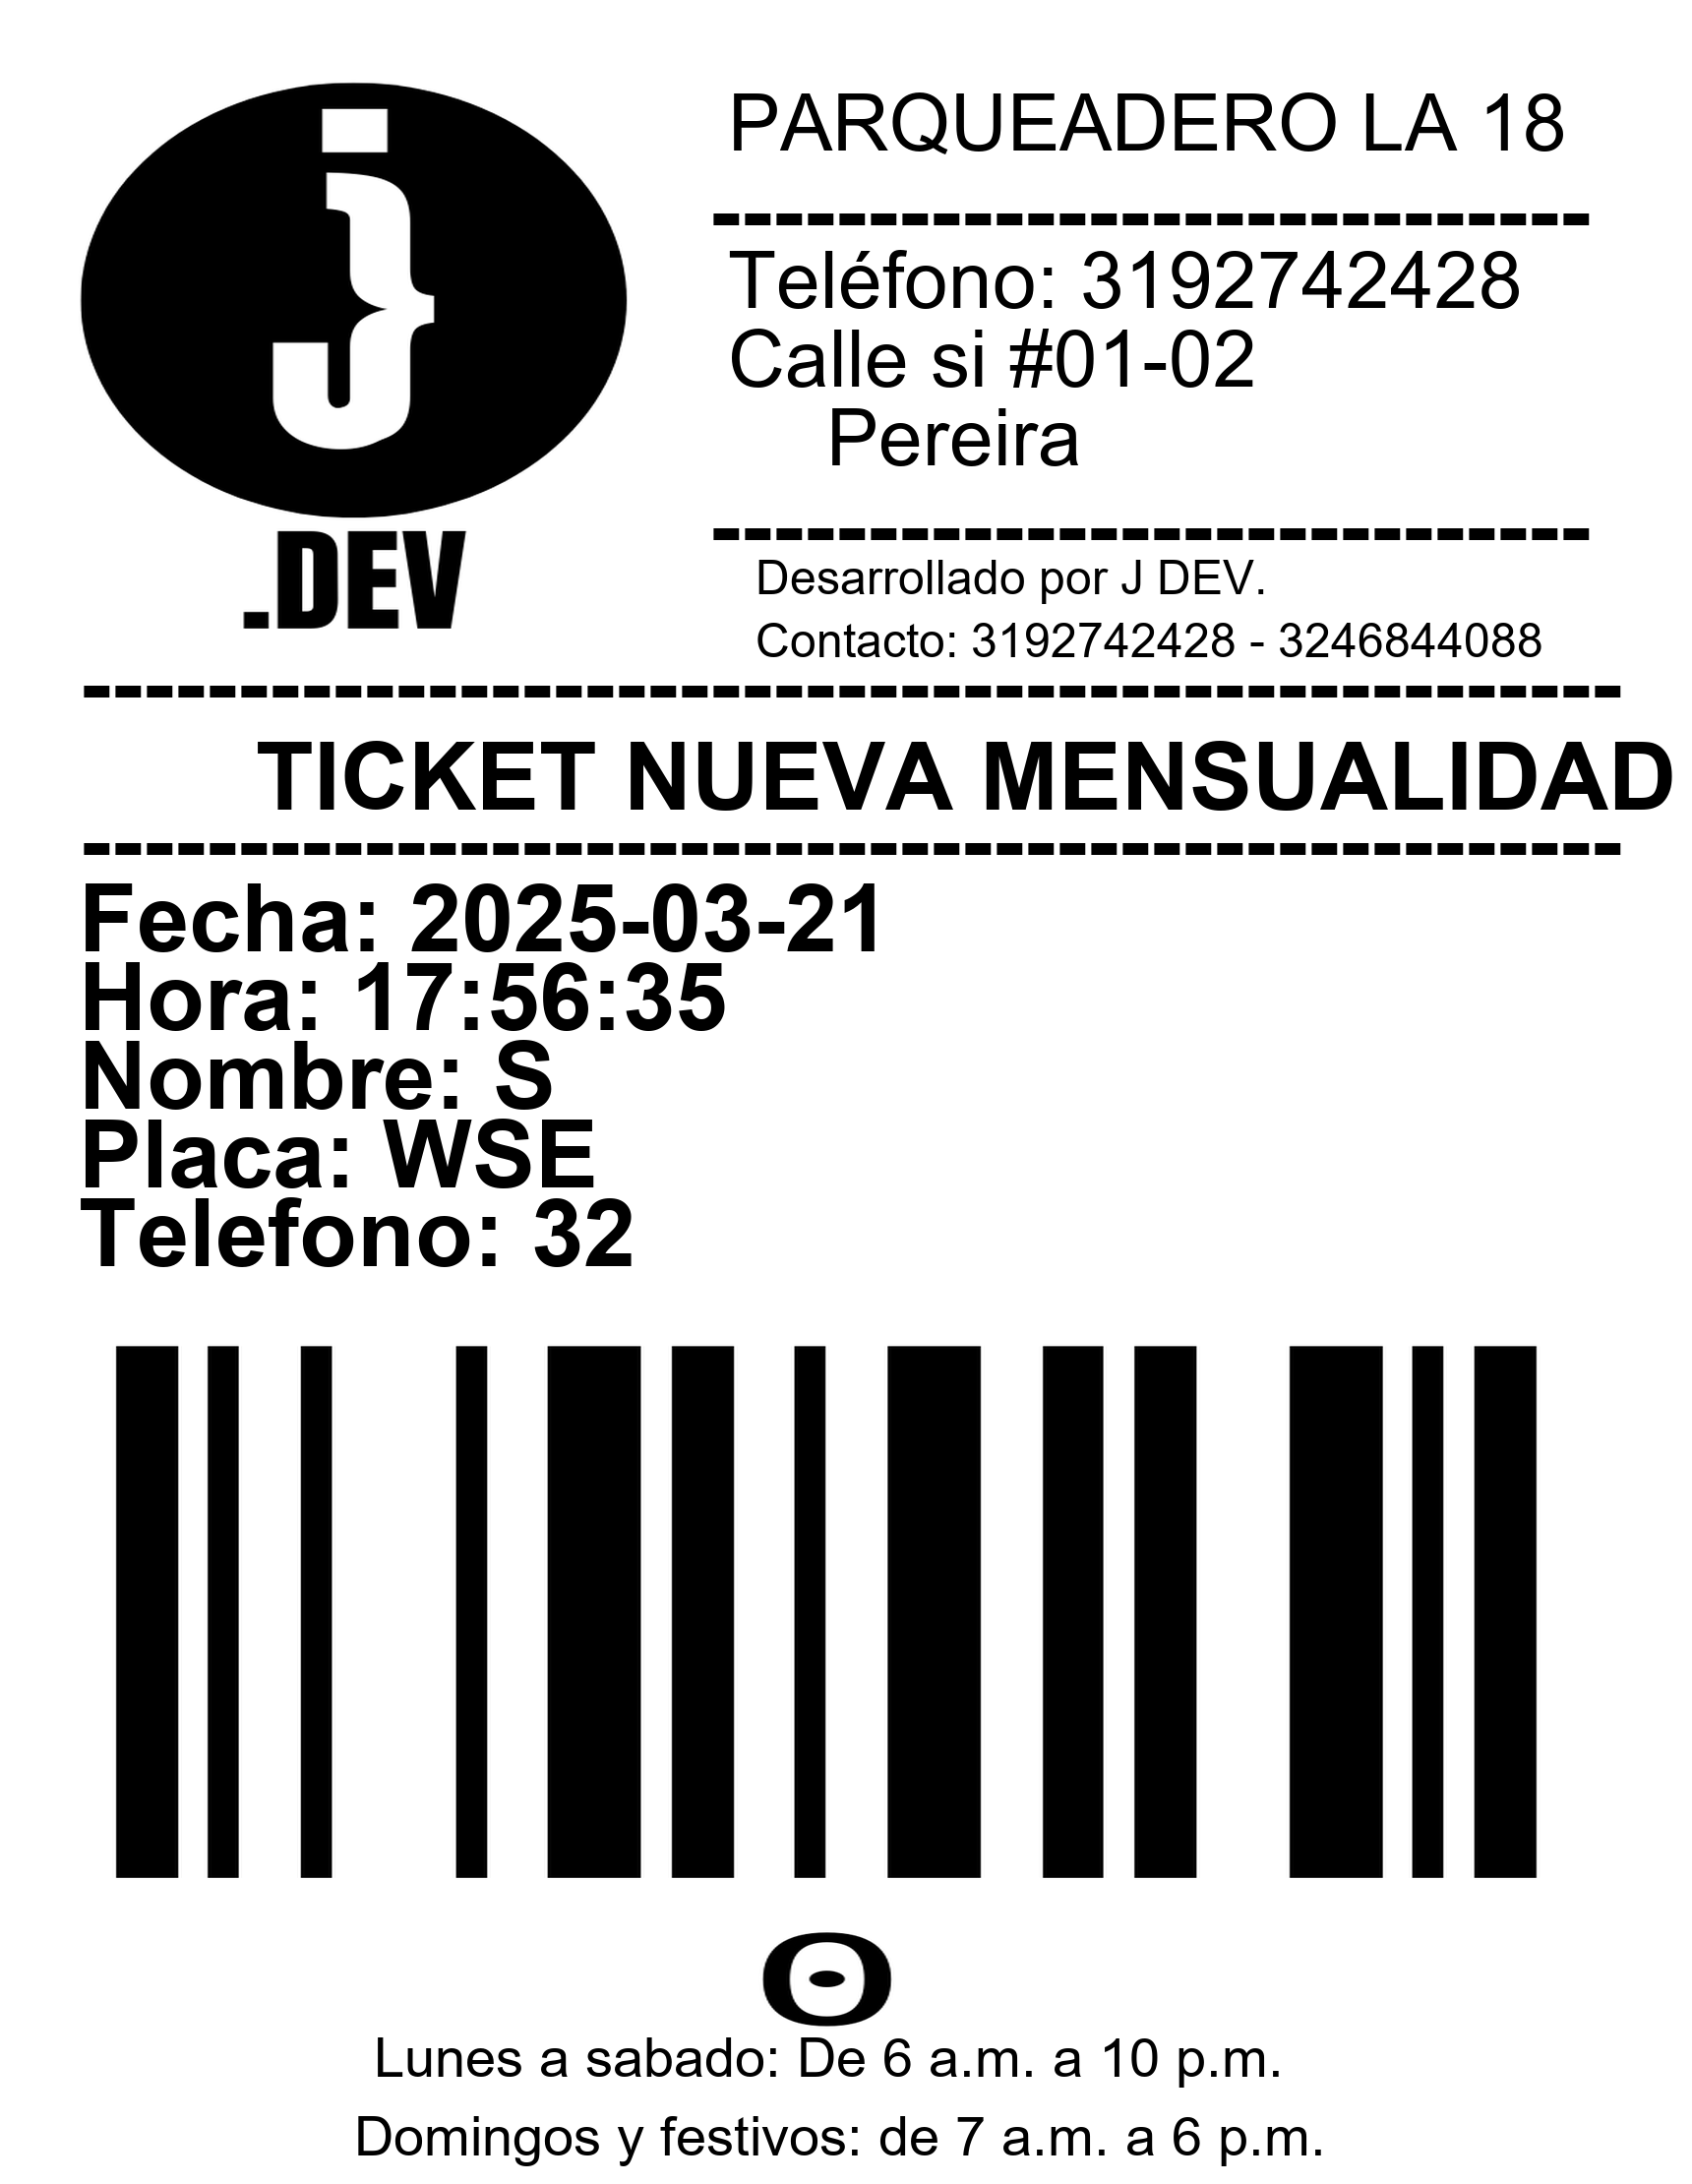 j
.DEV
PARQUEADERO LA 18
---------------------------
Teléfono: 3192742428
Calle si #01-02
Pereira
---------------------------
Desarrollado por J DEV.
Contacto: 3192742428 - 3246844088
-------------------------------------------------
TICKET NUEVA MENSUALIDAD
-------------------------------------------------
Fecha: 2025-03-21
Hora: 17:56:35
Nombre: S
Placa: WSE
Telefono: 32
0
Lunes a sabado: De 6 a.m. a 10 p.m.
Domingos y festivos: de 7 a.m. a 6 p.m.